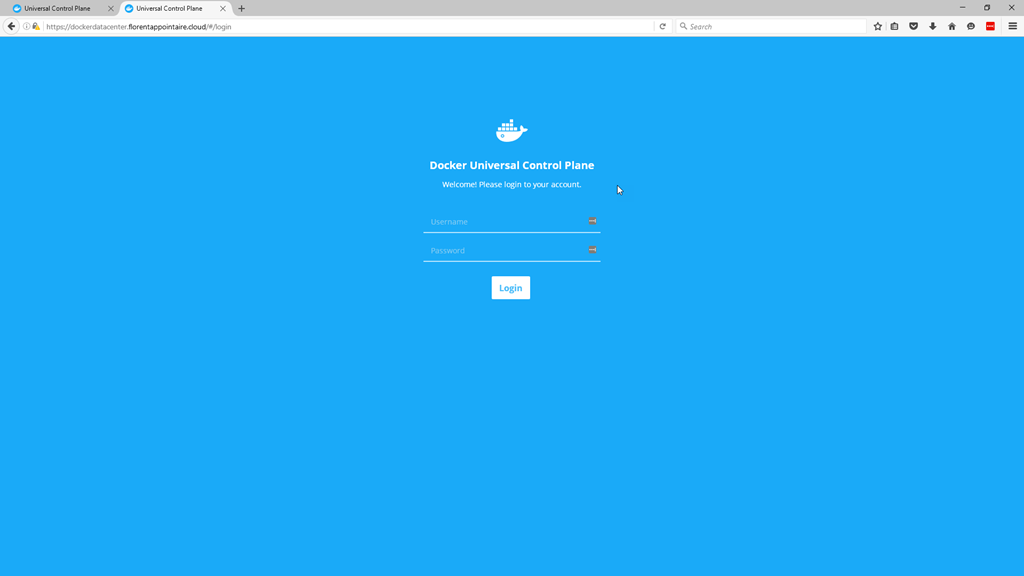 Universal Control Plane
Universal Control Plane
https://dockerdatacenter.florentappointaire.cloud/#/login
Search
Docker Universal Control Plane
Welcome! Please login to your account.
Username
Password
Login